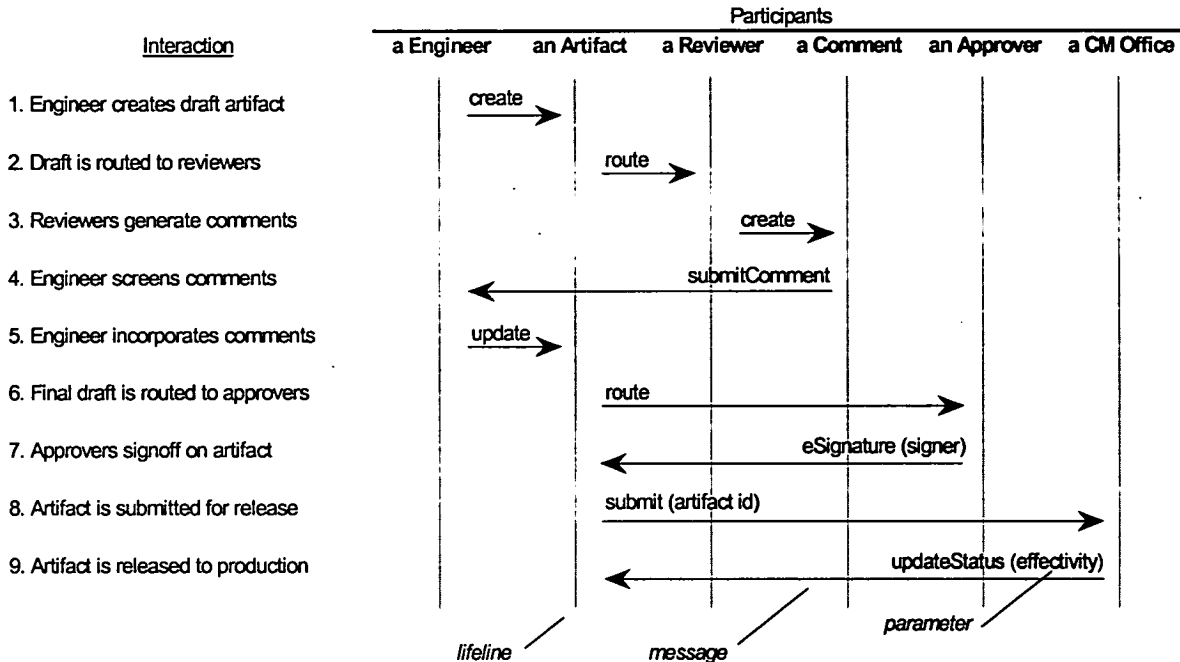 Participants
Interaction
a Engineer an Artifact a Reviewer a Comment an Approver a CM Office
1. Engineer creates draft artifact
create
2. Draft is routed to reviewers
route
3. Reviewers generate comments
create
4. Engineer screens comments
submitComment
5. Engineer incorporates comments
update
6. Final draft is routed to approvers
route
7. Approvers signoff on artifact
eSignature (signer)
8. Artifact is submitted for release
submit (artifact id)
9. Artifact is released to production
updateStatus (effectivity)
parameter
lifeline
message